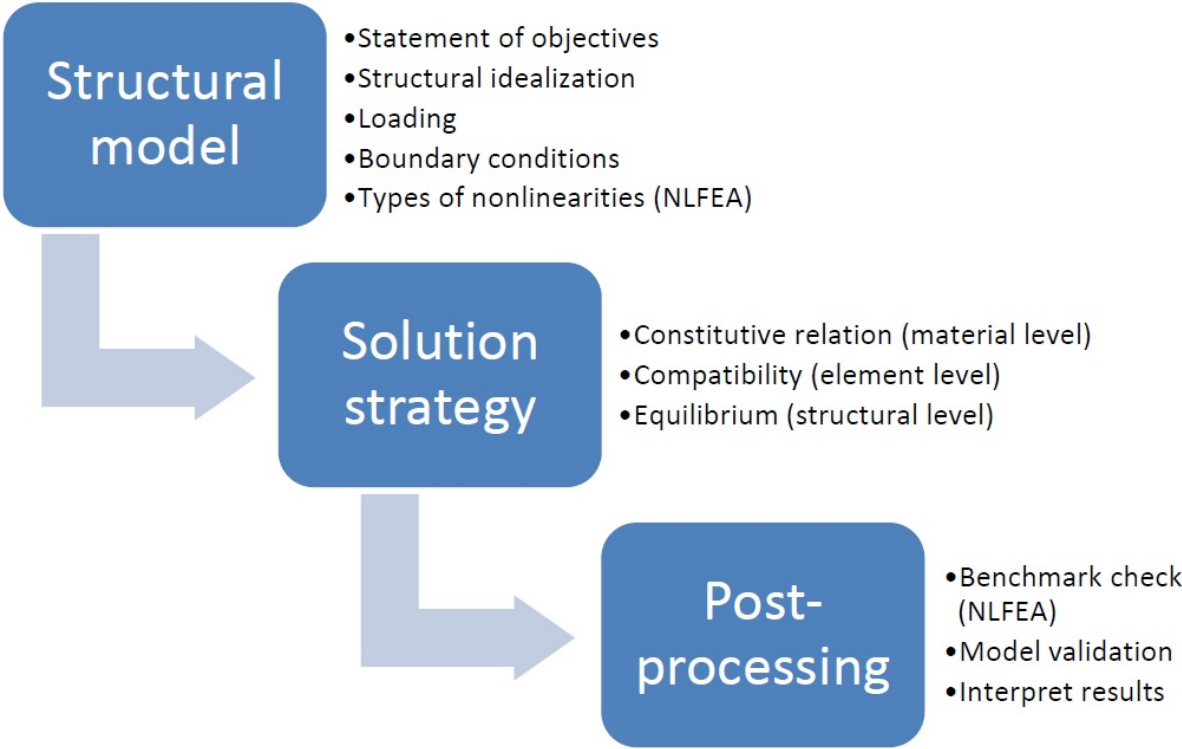 Structural
model
•Statement of objectives
•Structural idealization
•Loading
•Boundary conditions
•Types of nonlinearities (NLFEA)
Solution
strategy
•Constitutive relation (material level)
•Compatibility (element level)
•Equilibrium (structural level)
Post-
processing
•Benchmark check
(NLFEA)
•Model validation
•Interpret results